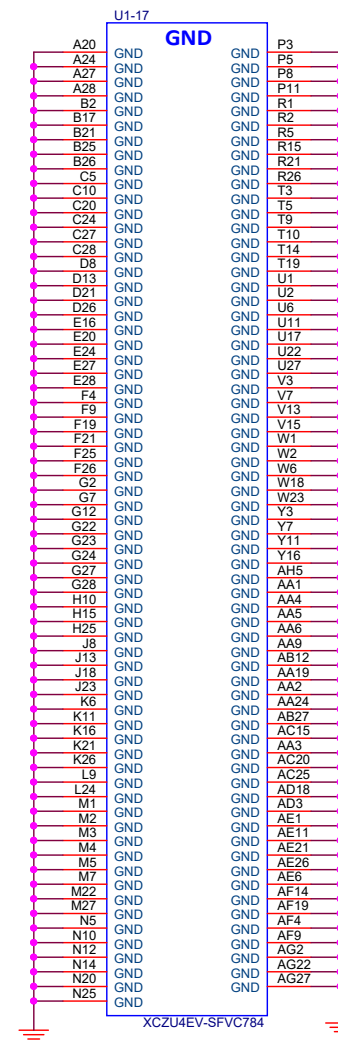 U1-17
GND
A20 GND GND P3
A24 GND GND P5
A27 GND GND P8
A28 GND GND P11
B2 GND GND R1
B17 GND GND R2
B21 GND GND R5
B25 GND GND R15
B26 GND GND R21
C5 GND GND R26
C10 GND GND T3
C20 GND GND T5
C24 GND GND T9
C27 GND GND T10
C28 GND GND T14
D8 GND GND T19
D13 GND GND U1
D21 GND GND U2
D26 GND GND U6
E16 GND GND U11
E20 GND GND U17
E24 GND GND U22
E27 GND GND U27
E28 GND GND V3
F4 GND GND V7
F9 GND GND V13
F19 GND GND V15
F21 GND GND W1
F25 GND GND W2
F26 GND GND W6
G2 GND GND W18
G7 GND GND W23
G12 GND GND Y3
G22 GND GND Y7
G23 GND GND Y11
G24 GND GND Y16
G27 GND GND AH5
G28 GND GND AA1
H10 GND GND AA4
H15 GND GND AA5
H25 GND GND AA6
J8 GND GND AA9
J13 GND GND AB12
J18 GND GND AA19
J23 GND GND AA2
K6 GND GND AA24
K11 GND GND AB27
K16 GND GND AC15
K21 GND GND AA3
K26 GND GND AC20
L9 GND GND AC25
L24 GND GND AD18
M1 GND GND AD3
M2 GND GND AE1
M3 GND GND AE11
M4 GND GND AE21
M5 GND GND AE26
M7 GND GND AE6
M22 GND GND AF14
M27 GND GND AF19
N5 GND GND AF4
N10 GND GND AF9
N12 GND GND AG2
N14 GND GND AG22
N20 GND GND AG27
N25 GND
XCZU4EV-SFVC784